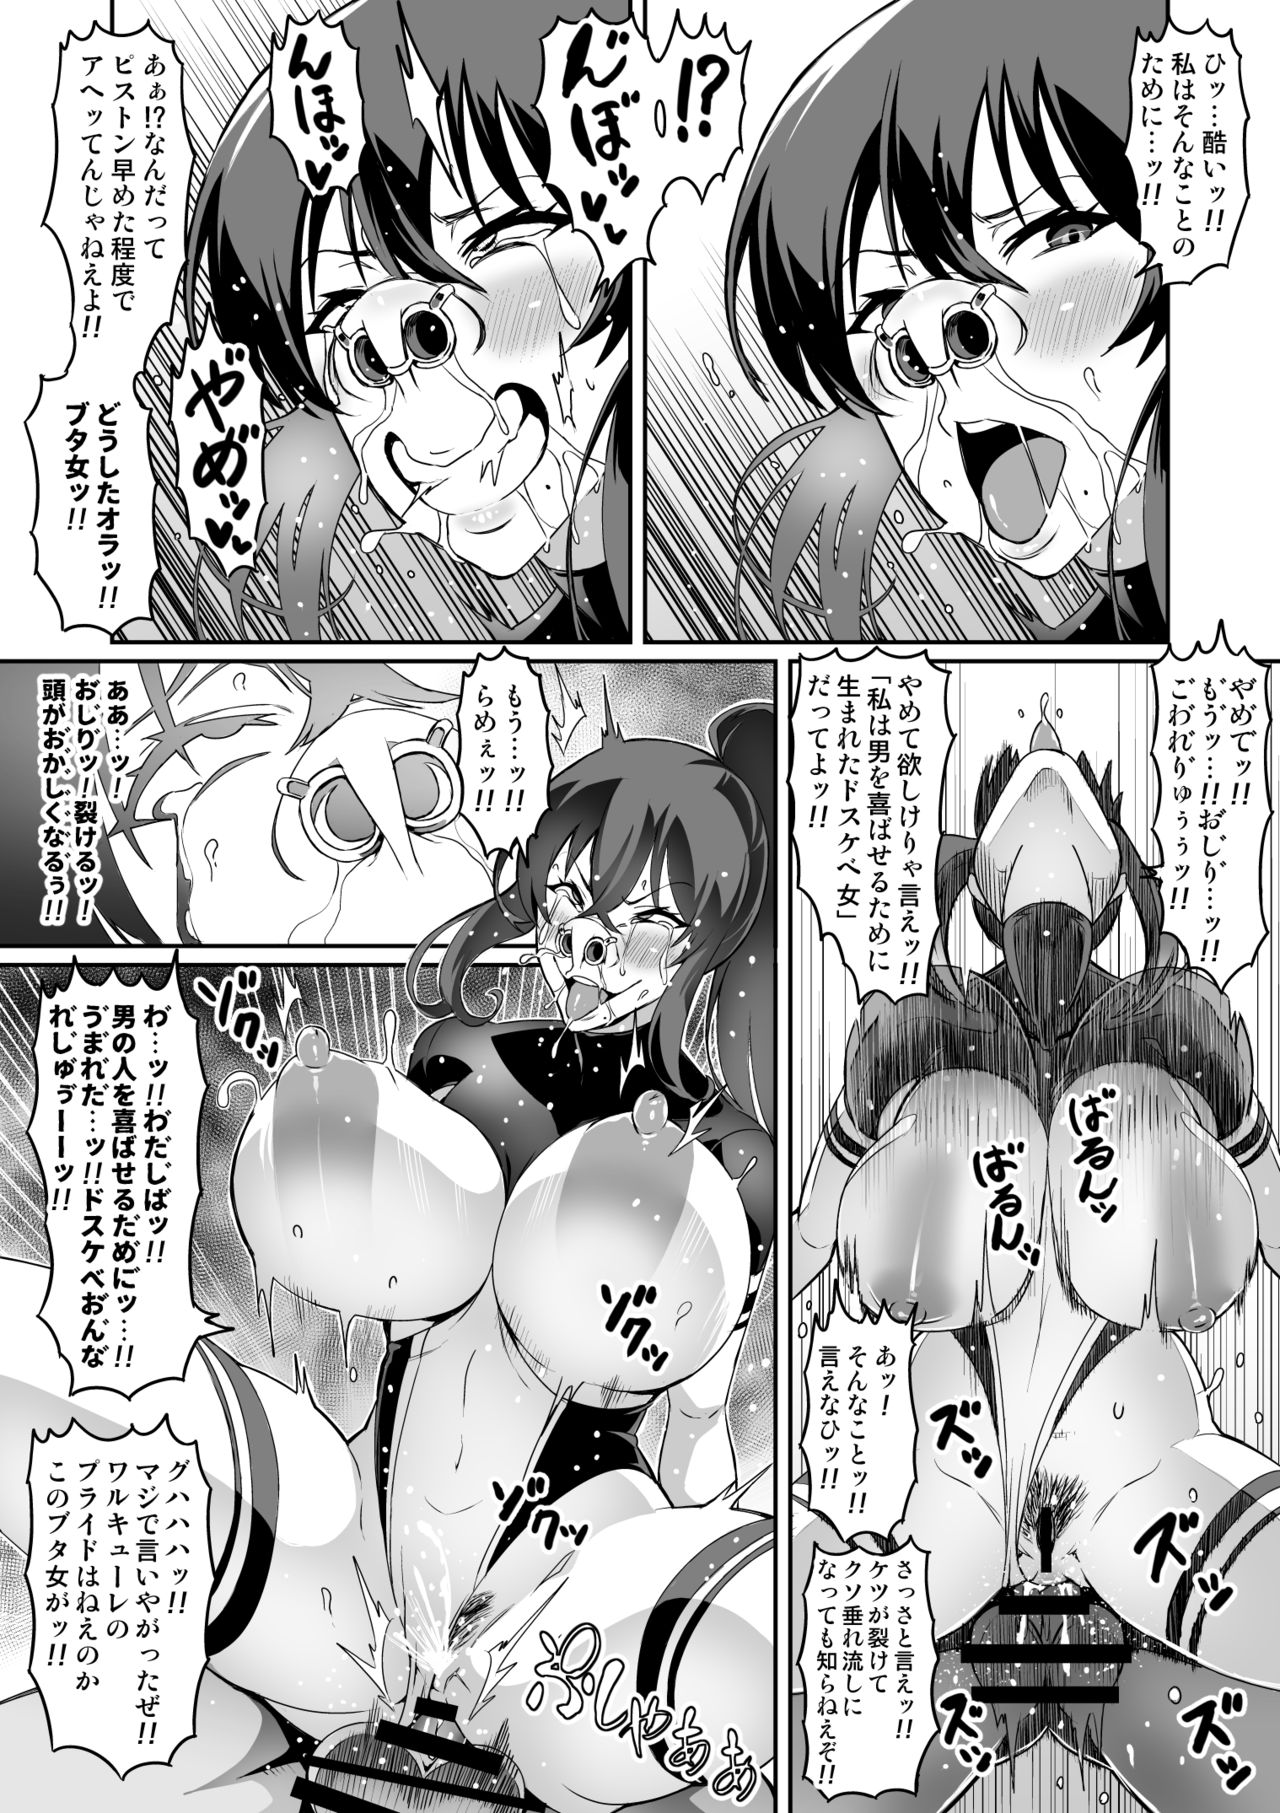 ひッ…酷いッ!!
私はそんなことの
ために…ッ!!
!?
ん゛ぼ゛ッ
んほ゛
あぁ!?なんだって
ピストン早めた程度で
アヘッてんじゃねえよ!!
どうしたオラッ!!
ブタ女ッ!!
やめ゛ッ
やめでッ!!
もう゛ッ…!!おじり…ッ!!
ごわれりゅぅぅッ!!
やめて欲しけりゃ言えッ!!
「私は男を喜ばせるために
生まれたドスケベ女」
だってよッ!!
ばるんッ
ばるんッ
あッ!
そんなことッ!!
言えなひッ!!
さっさと言えッ!!
ケツが裂けて
クソ垂れ流しに
なっても知らねえぞ!!
ズッ
ズッ
ズッ
ズッ
もう…ッ
らめぇッ!!
ああ…ッ!
おじりッ!裂けるッ!
頭がおかじくなるぅ!!
わ…ッ!!わだじばッ!!
男の人を喜ばせるだめにッ…!!
う゛まれだ…ッ!!ドスケベおんな
れじゅう゛ーーッ!!
ゾクッ
ゾクッ
ゾクッ
ぷしゃああ
グハハハッ!!
マジで言いやがったぜ!!
ワルキューレの
プライドはねえのか
このブタ女がッ!!